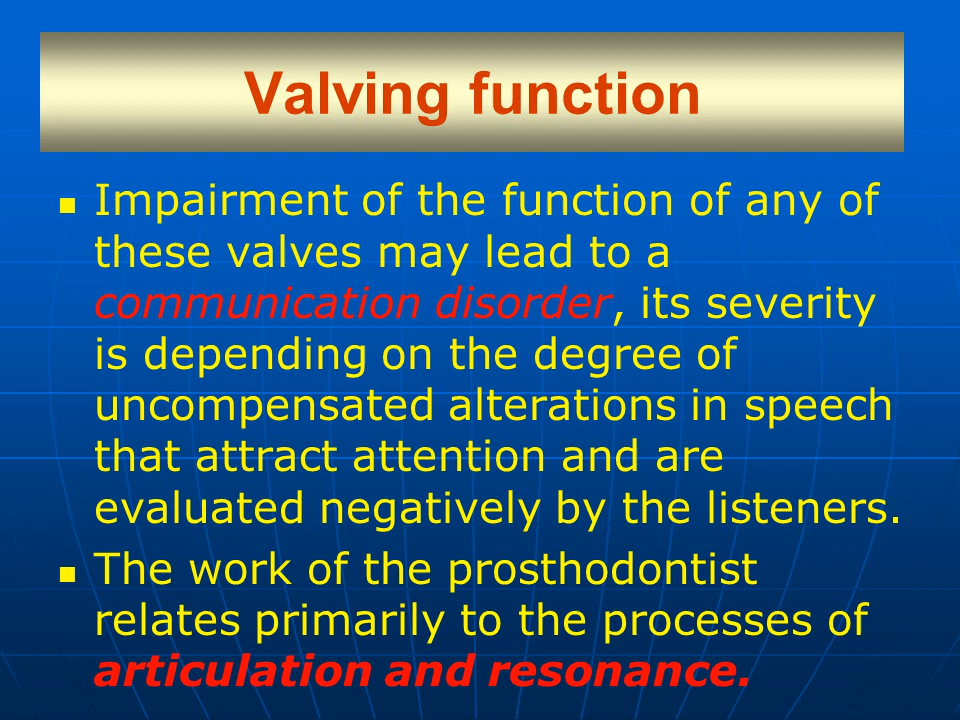 Valving function
Impairment of the function of any of
these valves may lead to a
communication disorder, its severity
is depending on the degree of
uncompensated alterations in speech
that attract attention and are
evaluated negatively by the listeners.
The work of the prosthodontist
relates primarily to the processes of
articulation and resonance.